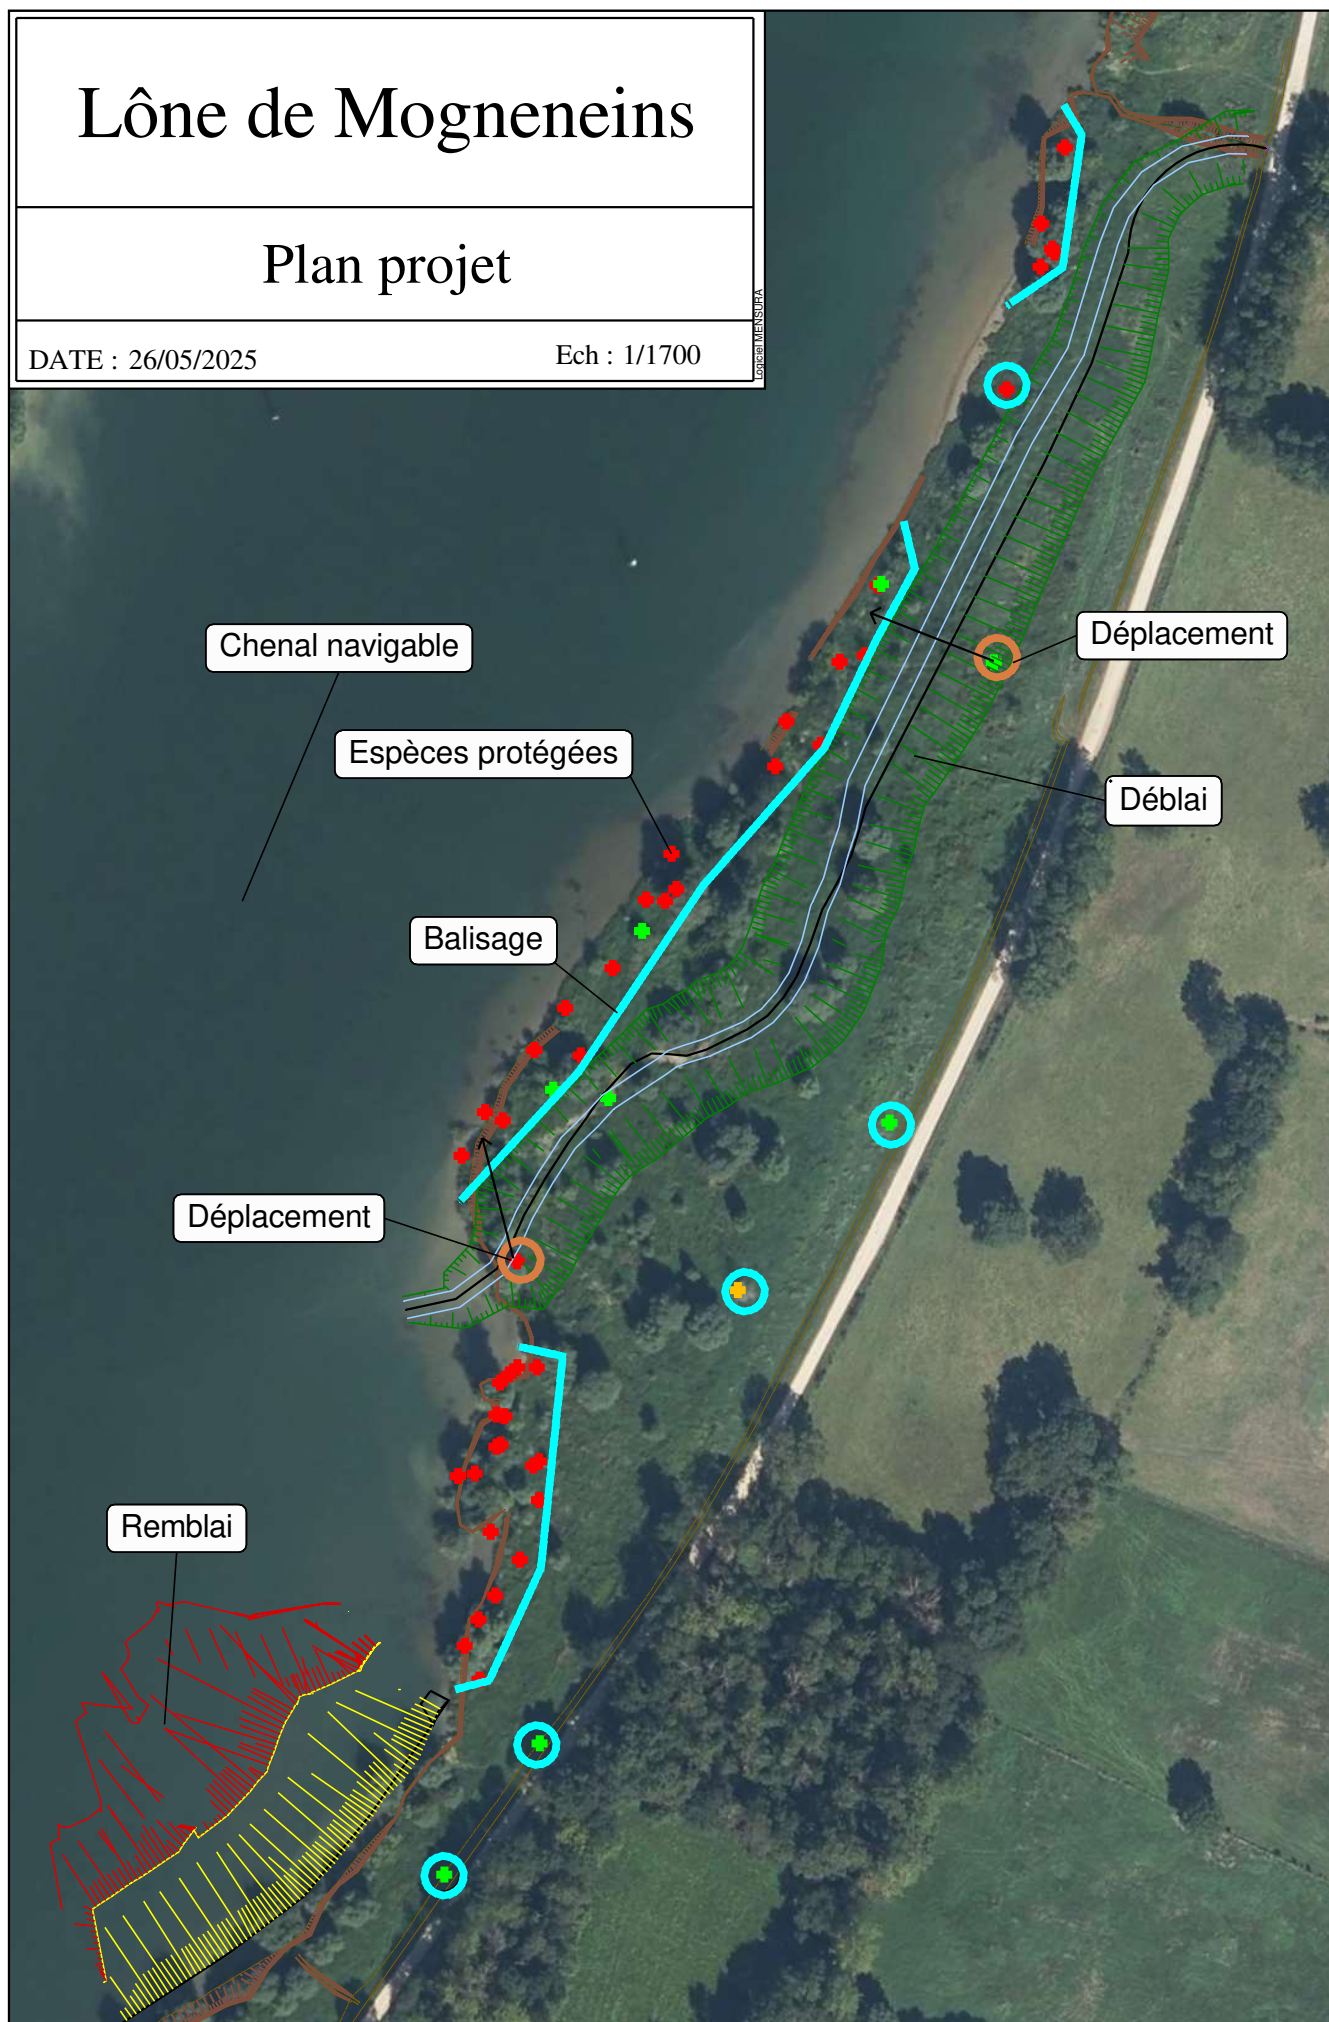 Lône de Mogneneins
Plan projet
DATE : 26/05/2025
Ech : 1/1700
Logiciel MENSURA
Chenal navigable
Déplacement
Espèces protégées
Déblai
Balisage
Déplacement
Remblai